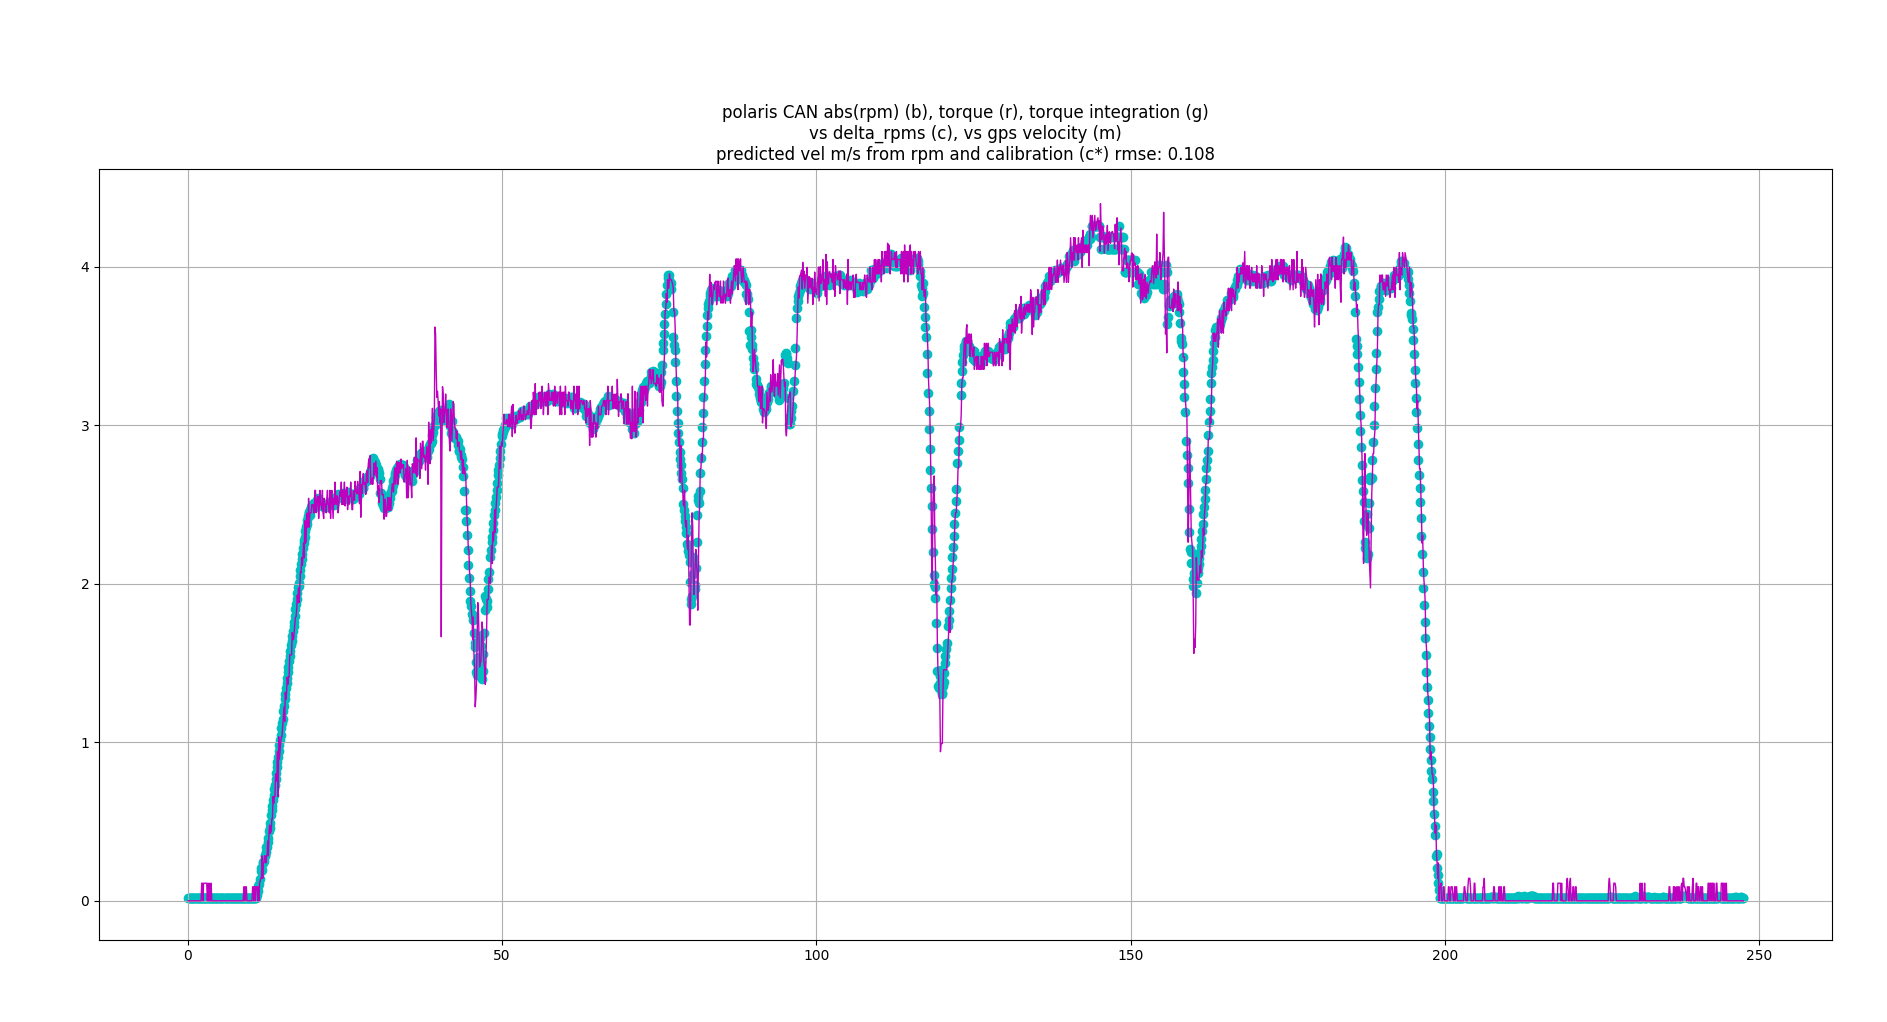 polaris CAN abs(rpm) (b), torque (r), torque integration (g)
vs delta_rpms (c), vs gps velocity (m)
predicted vel m/s from rpm and calibration (c*) rmse: 0.108
4
3
2
1
0
0 50 100 150 200 250